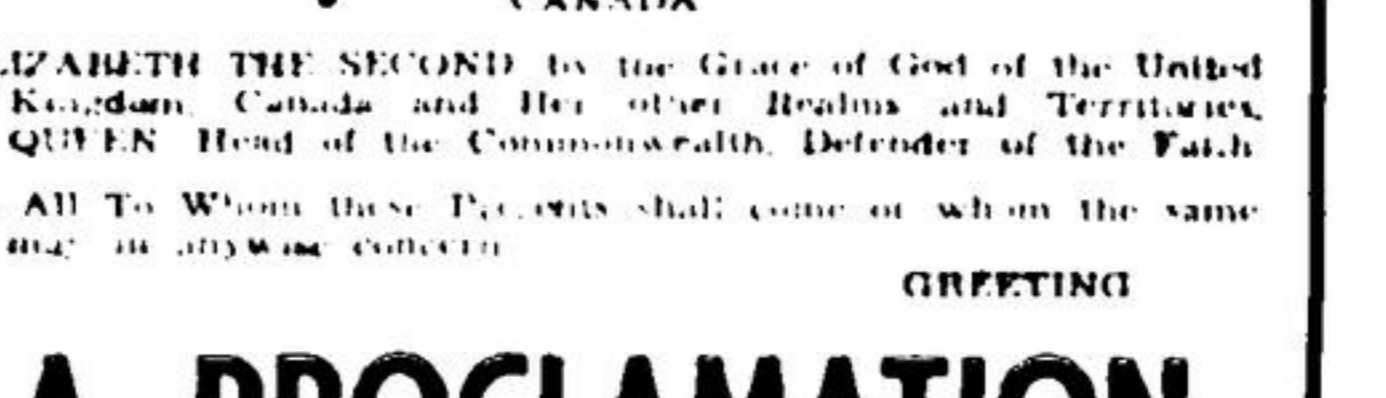 CANADA
LIZABETH THE SECOND by the Grace of God of the United
Kingdom, Canada and Her other Realms and Territories,
QUEEN Head of the Commonwealth, Defender of the Faith
All To Whom these Presents shall come or whom the same
may in anywise concern
GREETING
A PROCLAMATION